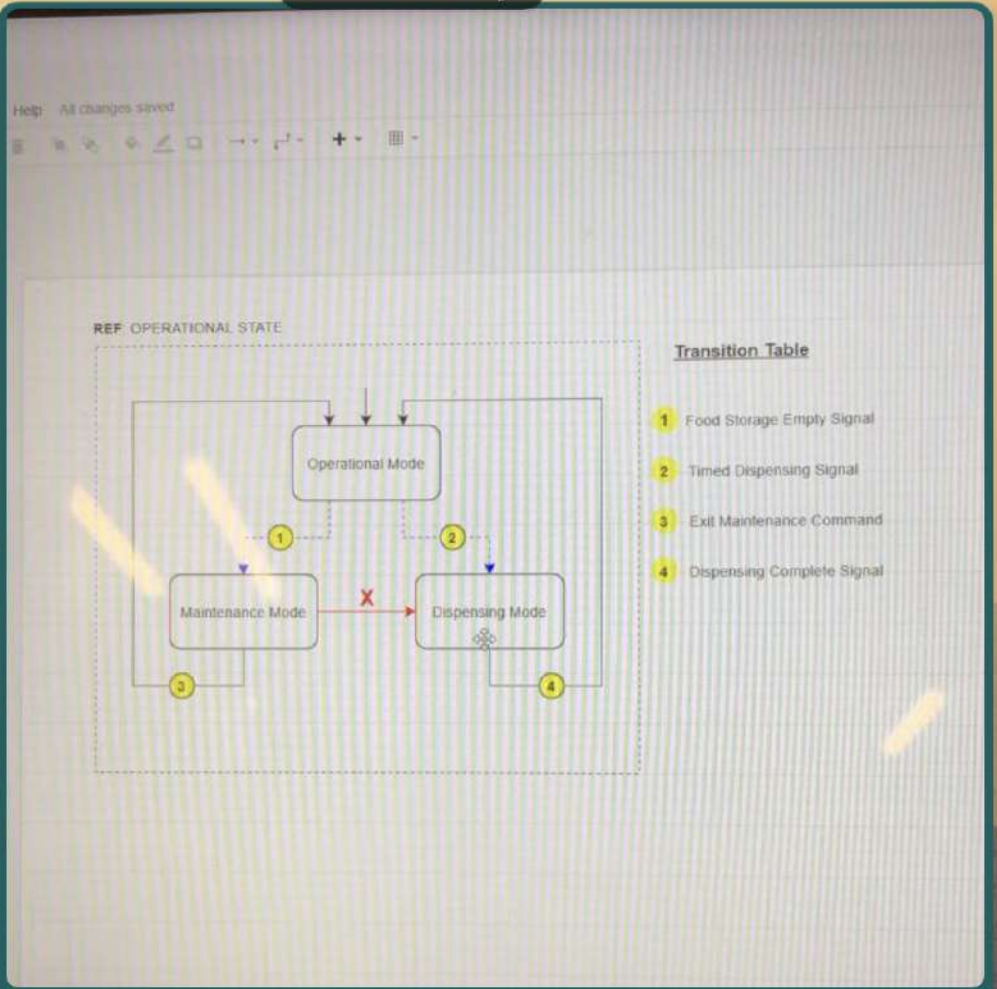 Help All changes saved
REF OPERATIONAL STATE
Transition Table
1 Food Storage Empty Signal
Operational Mode
2 Timed Dispensing Signal
3 Exit Maintenance Command
1
2
4 Dispensing Complete Signal
Maintenance Mode
X
Dispensing Mode
3
4